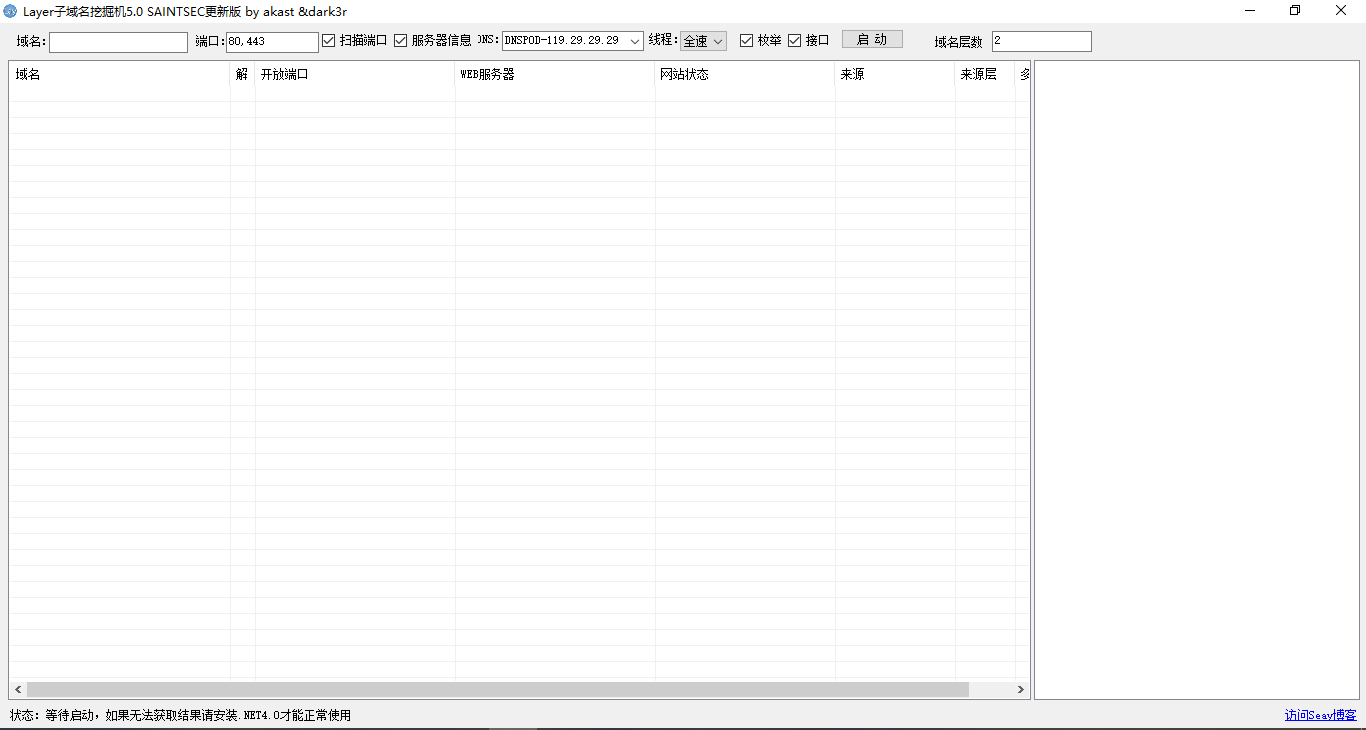 Layer子域名挖掘机5.0 SAINTSEC更新版 by akast &dark3r
域名: 端口: 80,443 扫描端口 服务器信息 DNS: DNSPOD-119.29.29.29 线程: 全速 枚举 接口 启 动 域名层数 2
域名 解 开放端口 WEB服务器 网站状态 来源 来源层 多
状态: 等待启动，如果无法获取结果请安装.NET4.0才能正常使用 访问Seay博客